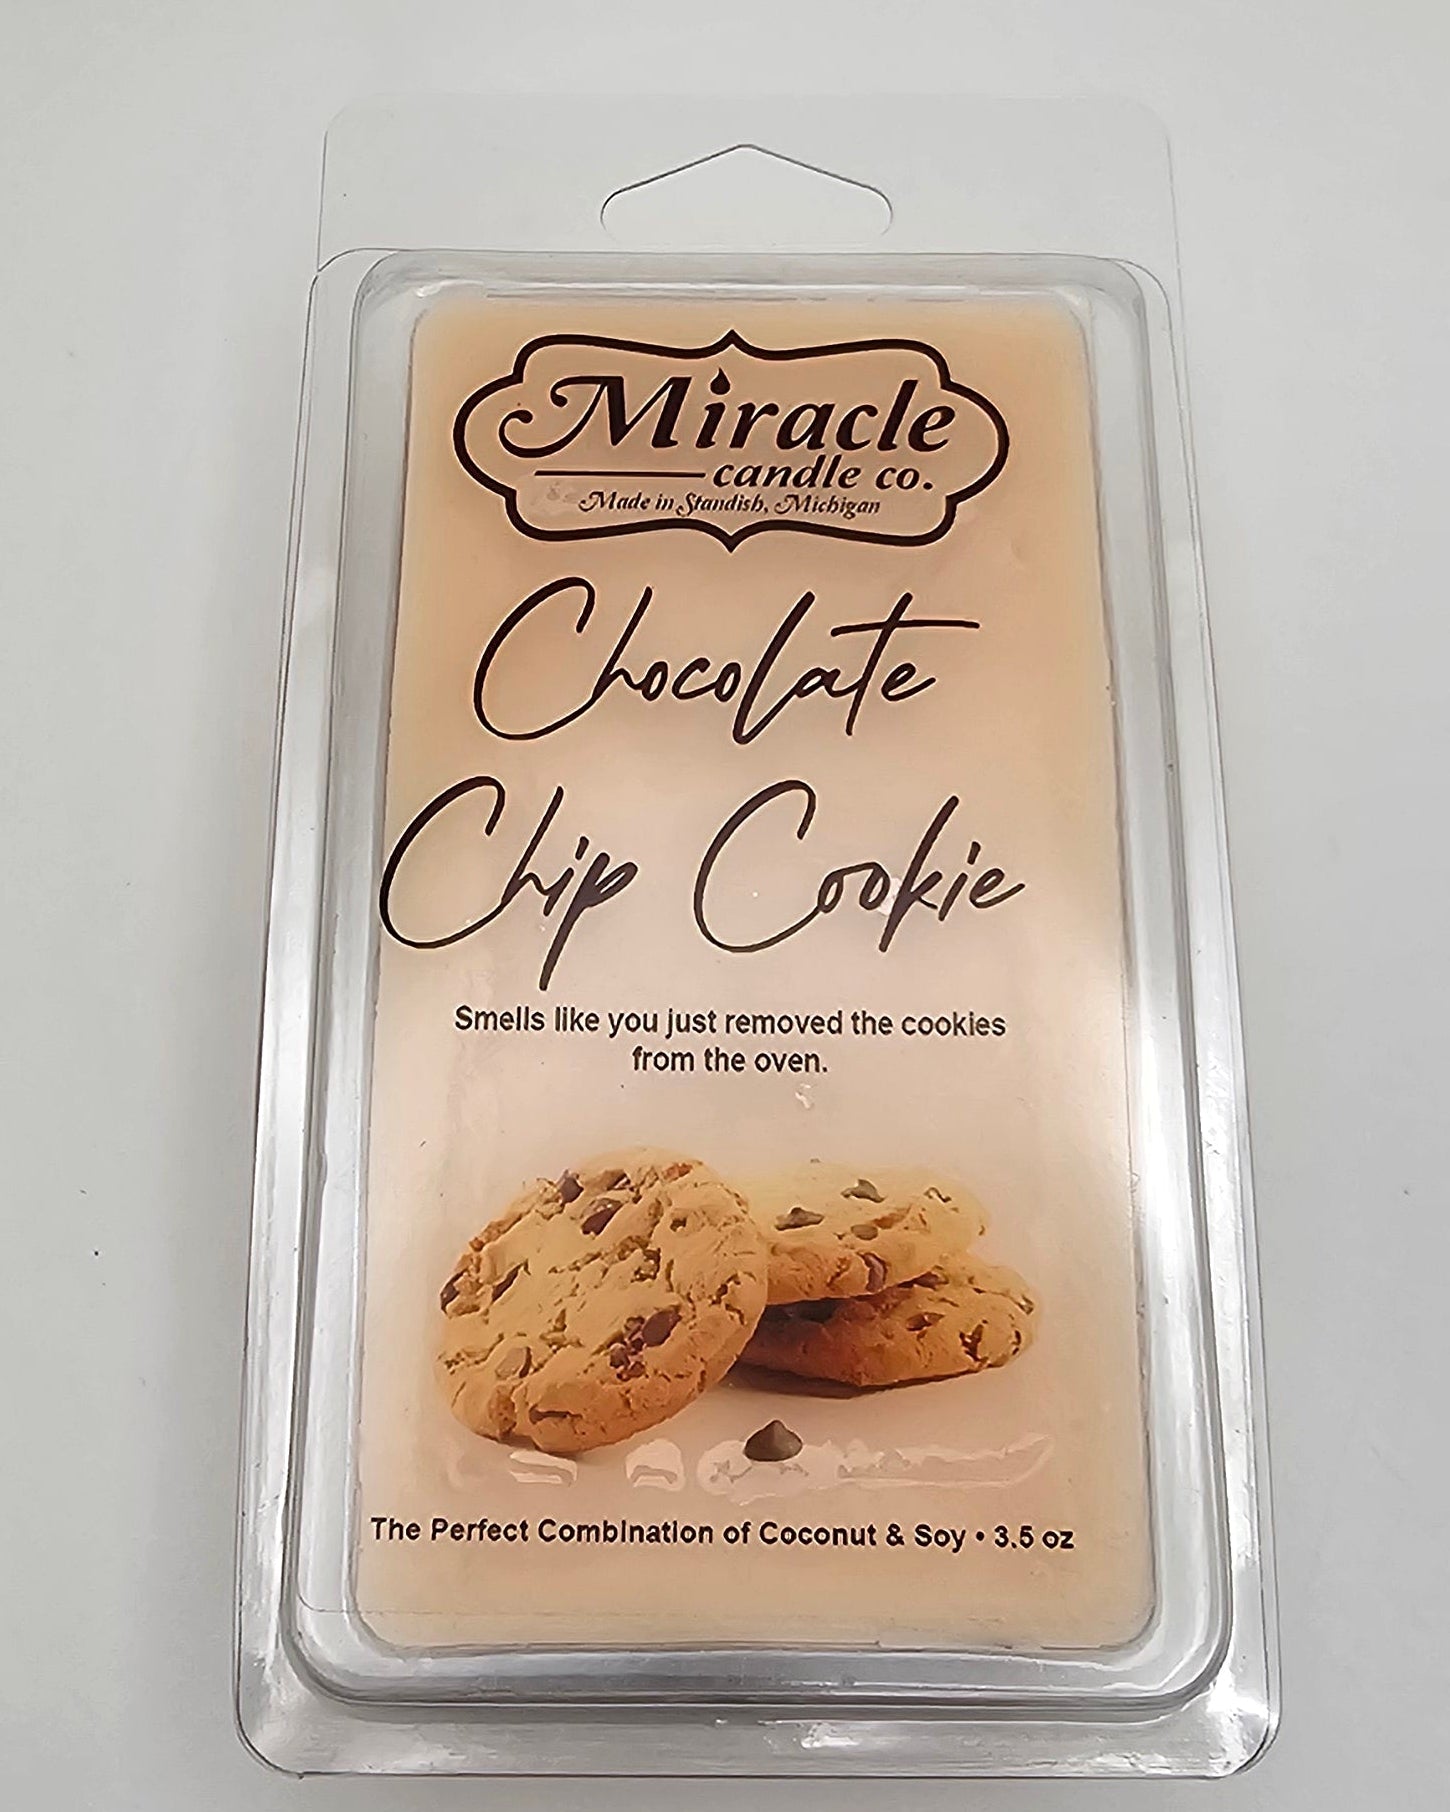 Miracle
candle co.
Made in Standish, Michigan
Chocolate
Chip Cookie
Smells like you just removed the cookies
from the oven.
The Perfect Combination of Coconut & Soy • 3.5 oz